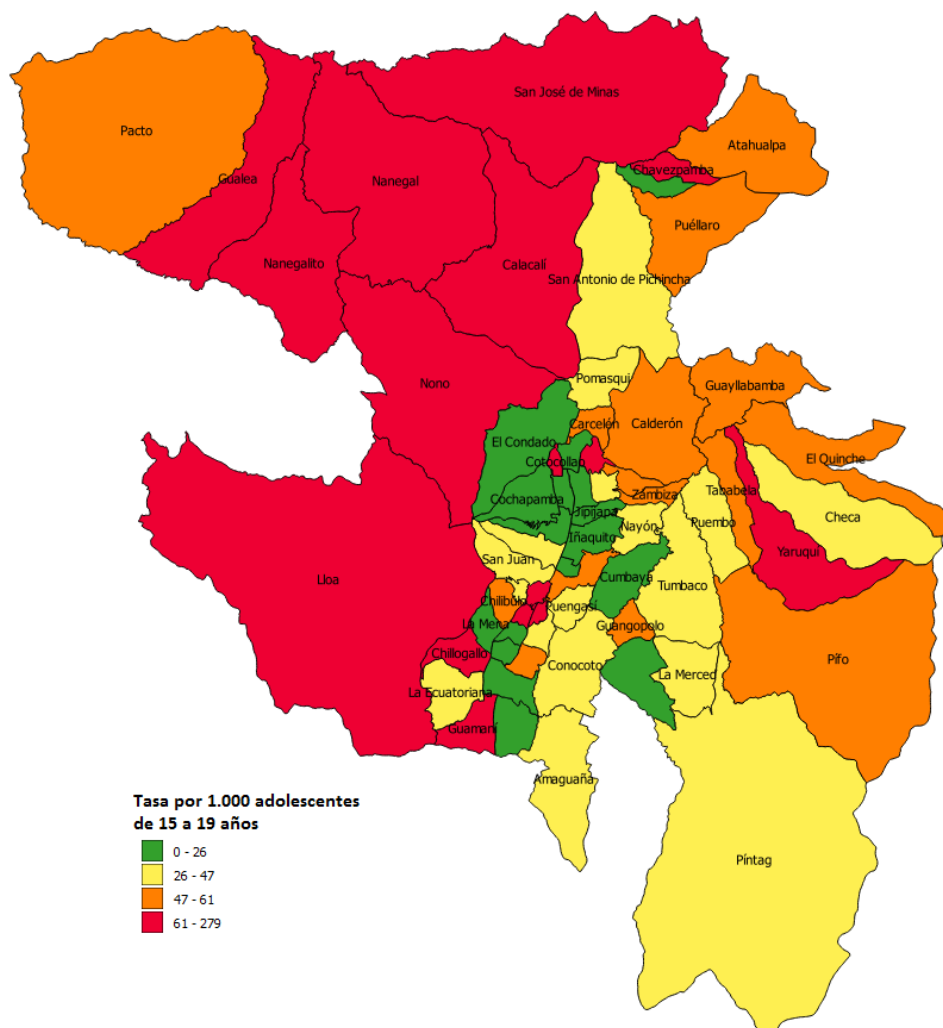 San José de Minas
Pacto
Atahualpa
Chavezpamba
Gualea
Nanegal
Puéllaro
Nanegalito
Calacalí
San Antonio de Pichincha
Pomasqui
Nono
Guayllabamba
Carcelén
Calderón
El Condado
Cotocollao
El Quinche
Cochapamba
Zámbiza
Tababela
Jipijapa
Checa
Nayón
Puembo
Iñaquito
San Juan
Yaruquí
Lloa
Cumbaya
Tumbaco
Chilibulo
Puengasí
La Mena
Guangopolo
Chillogallo
Conocoto
La Merced
Pifo
La Ecuatoriana
Guamaní
Amaguaña
Tasa por 1.000 adolescentes
de 15 a 19 años
0 - 26
26 - 47
47 - 61
61 - 279
Píntag